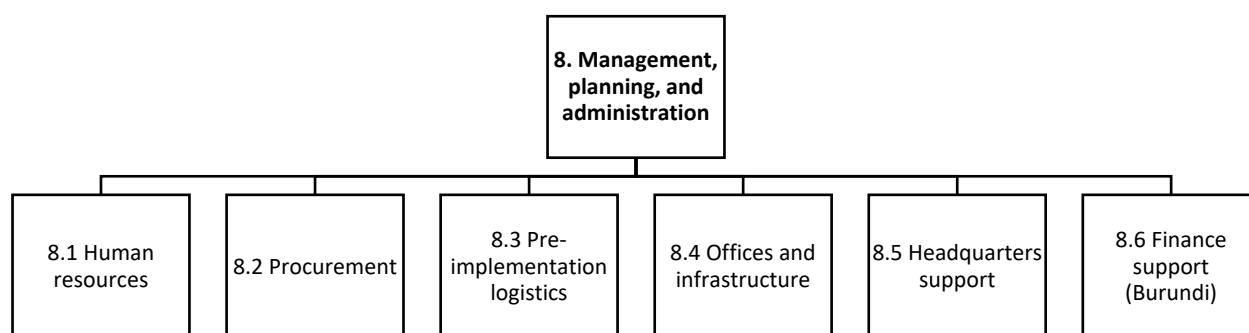 8. Management,
planning, and
administration
8.1 Human
resources
8.2 Procurement
8.3 Pre-
implementation
logistics
8.4 Offices and
infrastructure
8.5 Headquarters
support
8.6 Finance
support
(Burundi)